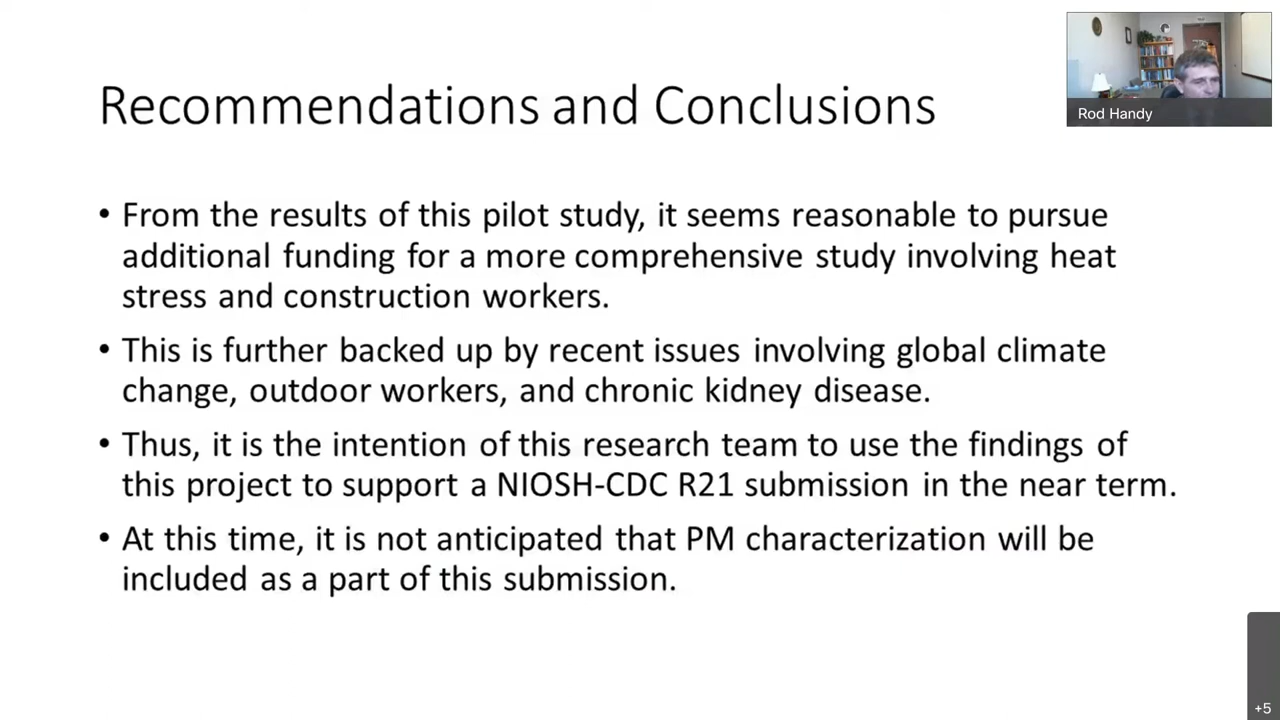 Recommendations and Conclusions
Rod Handy
• From the results of this pilot study, it seems reasonable to pursue
additional funding for a more comprehensive study involving heat
stress and construction workers.
• This is further backed up by recent issues involving global climate
change, outdoor workers, and chronic kidney disease.
• Thus, it is the intention of this research team to use the findings of
this project to support a NIOSH-CDC R21 submission in the near term.
• At this time, it is not anticipated that PM characterization will be
included as a part of this submission.
+5